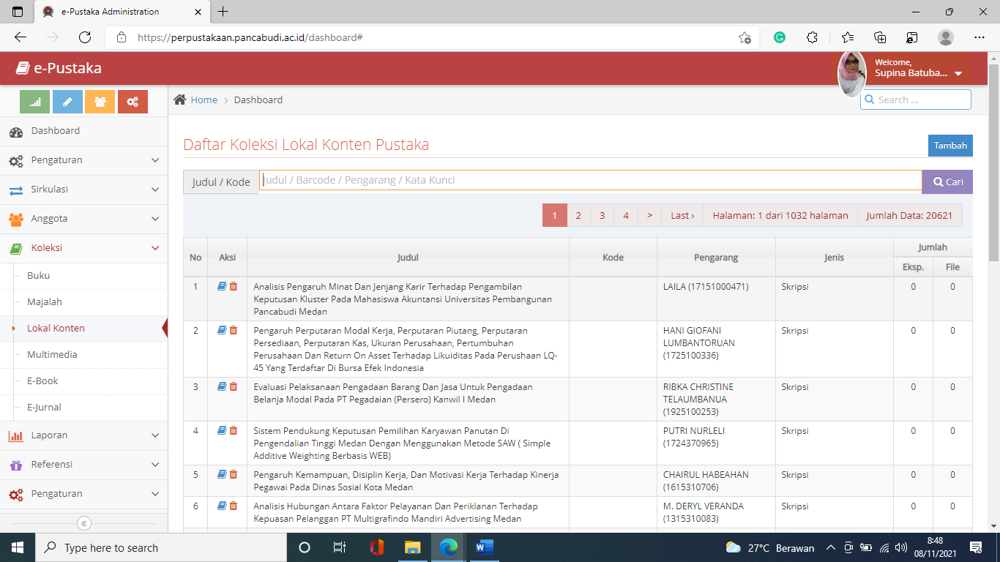 e-Pustaka Administration
https://perpustakaan.pancabudi.ac.id/dashboard#
e-Pustaka
Welcome,
Supina Batuba...
Home > Dashboard
Search ...
Dashboard
Pengaturan
Sirkulasi
Anggota
Koleksi
Buku
Majalah
Lokal Konten
Multimedia
E-Book
E-Jurnal
Laporan
Referensi
Pengaturan
Daftar Koleksi Lokal Konten Pustaka
Tambah
Judul / Kode
Judul / Barcode / Pengarang / Kata Kunci
Cari
1 2 3 4 > Last › Halaman: 1 dari 1032 halaman Jumlah Data: 20621
No Aksi Judul Kode Pengarang Jenis Jumlah
Eksp. File
1 Analisis Pengaruh Minat Dan Jenjang Karir Terhadap Pengambilan LAILA (17151000471) Skripsi 0 0
Keputusan Kluster Pada Mahasiswa Akuntansi Universitas Pembangunan
Pancabudi Medan
2 Pengaruh Perputaran Modal Kerja, Perputaran Piutang, Perputaran HANI GIOFANI Skripsi 0 0
Persediaan, Perputaran Kas, Ukuran Perusahaan, Pertumbuhan LUMBANTORUAN
Perusahaan Dan Return On Asset Terhadap Likuiditas Pada Perushaan LQ- (1725100336)
45 Yang Terdaftar Di Bursa Efek Indonesia
3 Evaluasi Pelaksanaan Pengadaan Barang Dan Jasa Untuk Pengadaan RIBKA CHRISTINE Skripsi 0 0
Belanja Modal Pada PT Pegadaian (Persero) Kanwil I Medan TELAUMBANUA
(1925100253)
4 Sistem Pendukung Keputusan Pemilihan Karyawan Panutan Di PUTRI NURLELI Skripsi 0 0
Pengendalian Tinggi Medan Dengan Menggunakan Metode SAW ( Simple (1724370965)
Additive Weighting Berbasis WEB)
5 Pengaruh Kemampuan, Disiplin Kerja, Dan Motivasi Kerja Terhadap Kinerja CHAIRUL HABEAHAN Skripsi 0 0
Pegawai Pada Dinas Sosial Kota Medan (1615310706)
6 Analisis Hubungan Antara Faktor Pelayanan Dan Periklanan Terhadap M. DERYL VERANDA Skripsi 0 0
Kepuasan Pelanggan PT Multigrafindo Mandiri Advertising Medan (1315310083)
Type here to search
27°C Berawan
8:48
08/11/2021